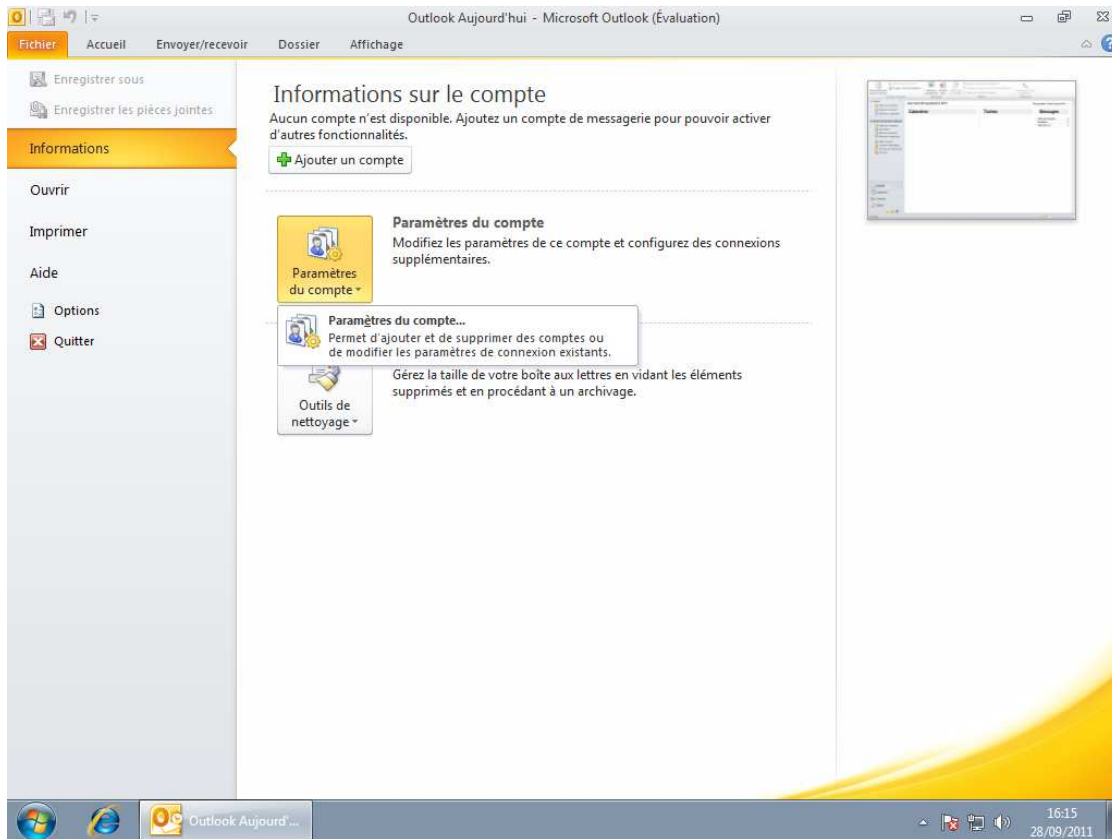 Outlook Aujourd'hui - Microsoft Outlook (Évaluation)
Fichier Accueil Envoyer/recevoir Dossier Affichage
Enregistrer sous
Enregistrer les pièces jointes
Informations
Ouvrir
Imprimer
Aide
Options
Quitter
Informations sur le compte
Aucun compte n'est disponible. Ajoutez un compte de messagerie pour pouvoir activer
d'autres fonctionnalités.
Ajouter un compte
Paramètres
du compte
Paramètres du compte
Modifiez les paramètres de ce compte et configurez des connexions
supplémentaires.
Paramètres du compte...
Permet d'ajouter et de supprimer des comptes ou
de modifier les paramètres de connexion existants.
Gérez la taille de votre boîte aux lettres en vidant les éléments
supprimés et en procédant à un archivage.
Outils de
nettoyage
Outlook Aujourd'...
16:15
28/09/2011